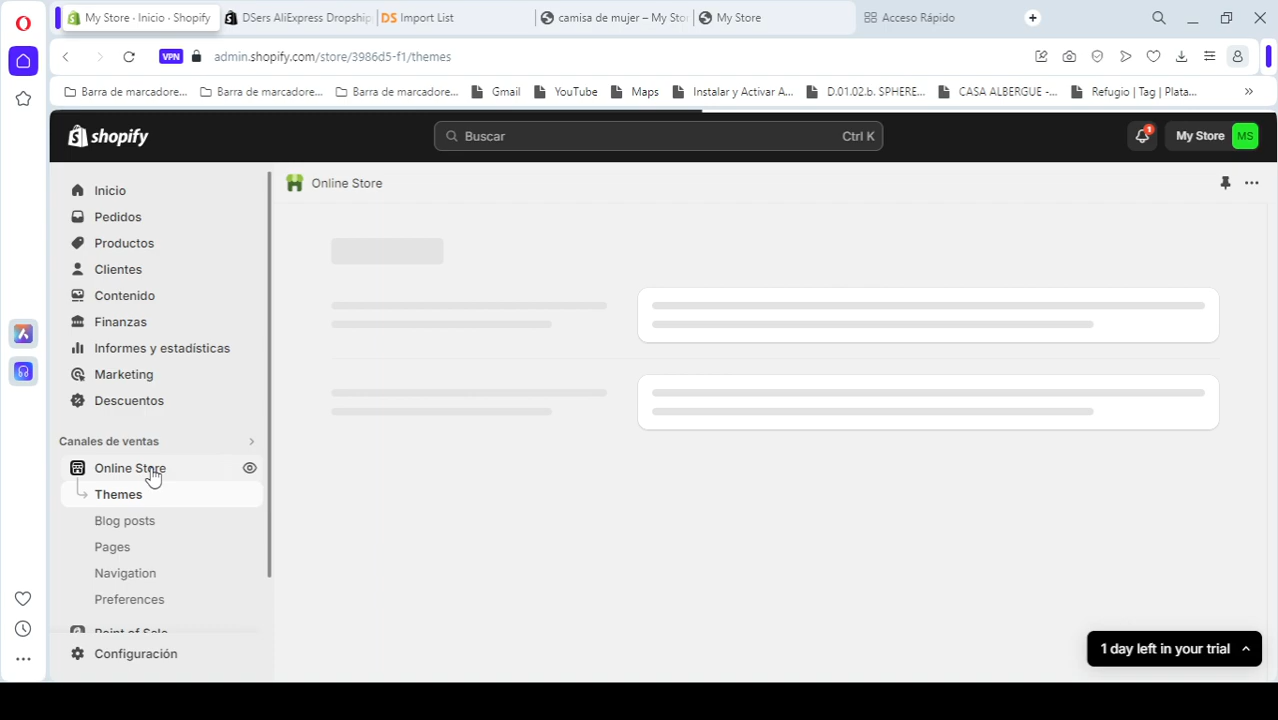 My Store · Inicio · Shopify
DSers AliExpress Dropship
DS Import List
camisa de mujer – My Sto
My Store
Acceso Rápido
VPN
admin.shopify.com/store/3986d5-f1/themes
Barra de marcadore...
Barra de marcadore...
Barra de marcadore...
Gmail
YouTube
Maps
Instalar y Activar A...
D.01.02.b. SPHERE...
CASA ALBERGUE -...
Refugio | Tag | Plata...
shopify
Buscar
Ctrl K
1
My Store
MS
Inicio
Pedidos
Productos
Clientes
Contenido
Finanzas
Informes y estadísticas
Marketing
Descuentos
Canales de ventas
Online Store
Themes
Blog posts
Pages
Navigation
Preferences
Point of Sale
Configuración
Online Store
1 day left in your trial